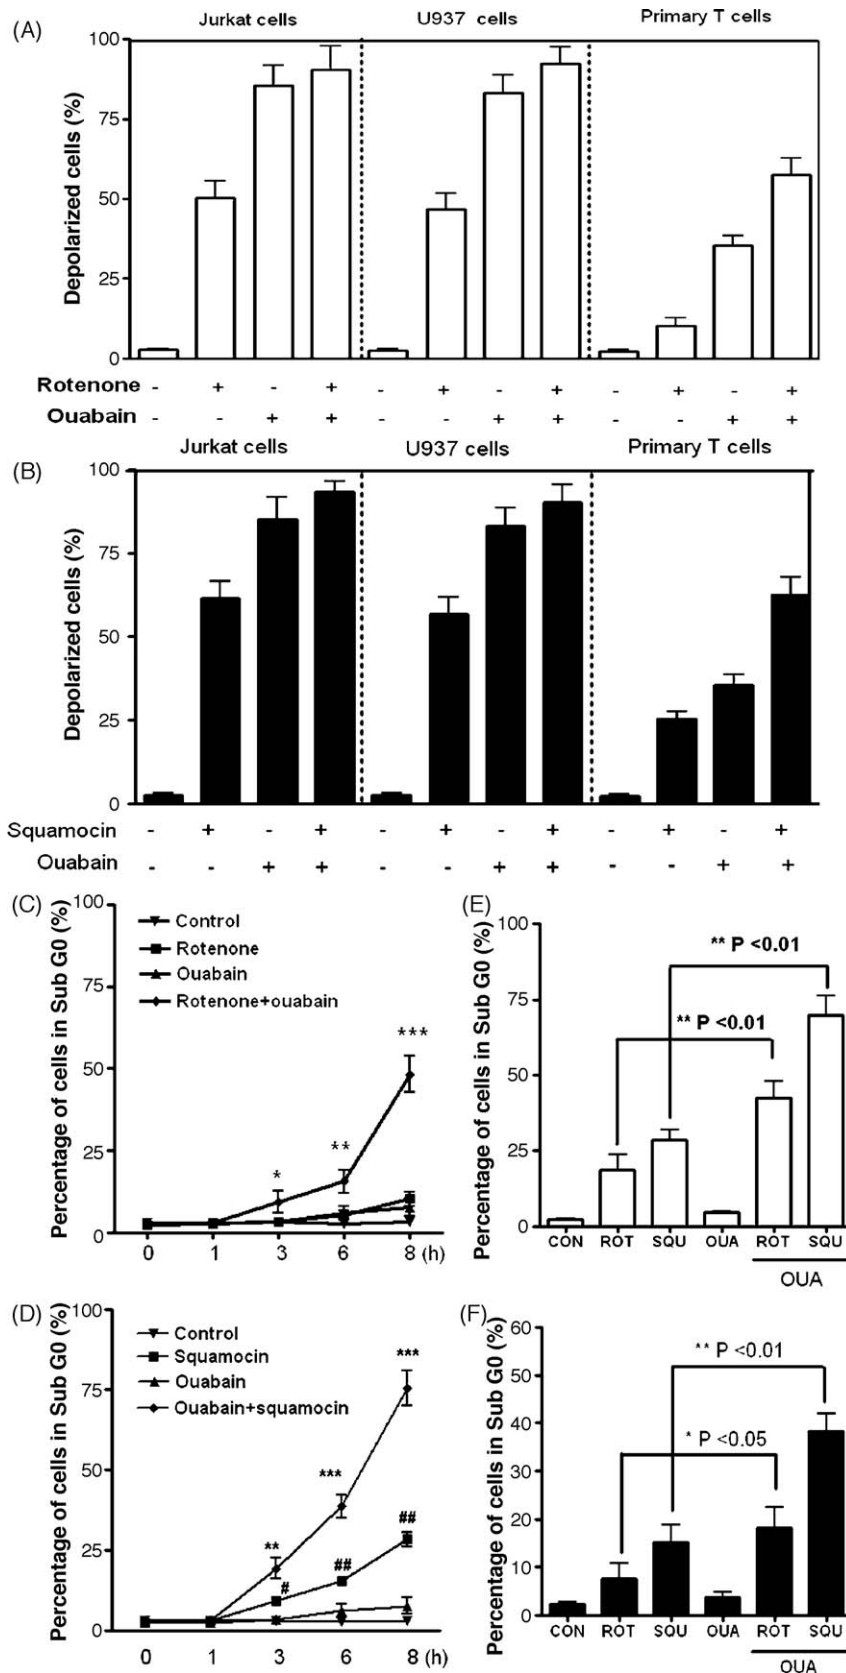 (A)
Jurkat cells U937 cells Primary T cells
Depolarized cells (%)
100
75
50
25
0
Rotenone - + - + - + - + - + - +
Ouabain - - + + - - + + - - + +
(B)
Jurkat cells U937 cells Primary T cells
Depolarized cells (%)
100
75
50
25
0
Squamocin - + - + - + - + - + - +
Ouabain - - + + - - + + - - + +
(C)
Percentage of cells in Sub G0 (%)
100
75
50
25
0
Control
Rotenone
Ouabain
Rotenone+ouabain
* ** ***
0 1 3 6 8 (h)
(E)
Percentage of cells in Sub G0 (%)
100
75
50
25
0
** P <0.01
** P <0.01
CON ROT SQU OUA ROT SQU
OUA
(D)
Percentage of cells in Sub G0 (%)
100
75
50
25
0
Control
Squamocin
Ouabain
Ouabain+squamocin
** *** ***
# ## ##
0 1 3 6 8 (h)
(F)
Percentage of cells in Sub G0 (%)
60
50
40
30
20
10
0
** P <0.01
* P <0.05
CON ROT SQU OUA ROT SQU
OUA